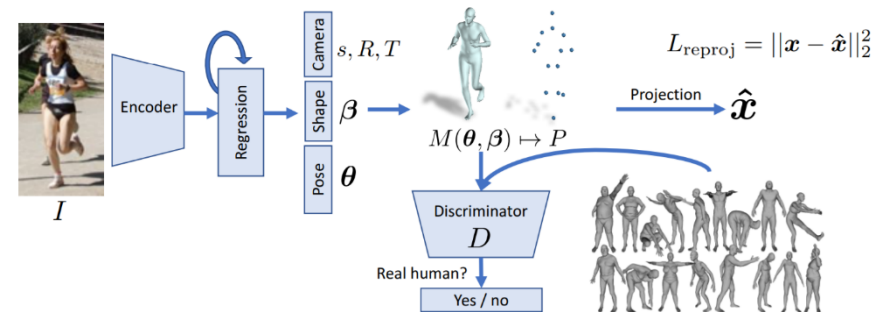 I
Encoder
Regression
Camera
s, R, T
Shape
β
Pose
θ
M(θ, β) ↦ P
L_reproj = ||x − x̂||₂²
Projection
x̂
Discriminator
D
Real human?
Yes / no